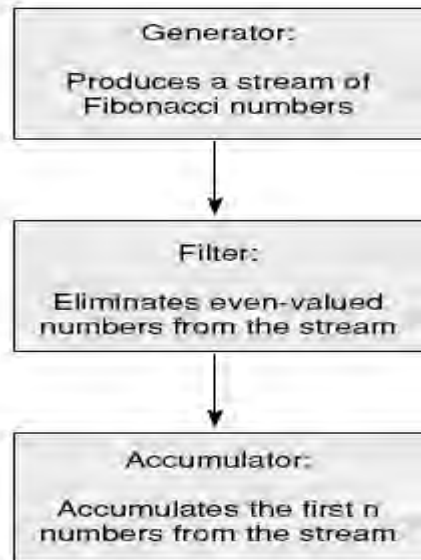 Generator:
Produces a stream of
Fibonacci numbers
Filter:
Eliminates even-valued
numbers from the stream
Accumulator:
Accumulates the first n
numbers from the stream